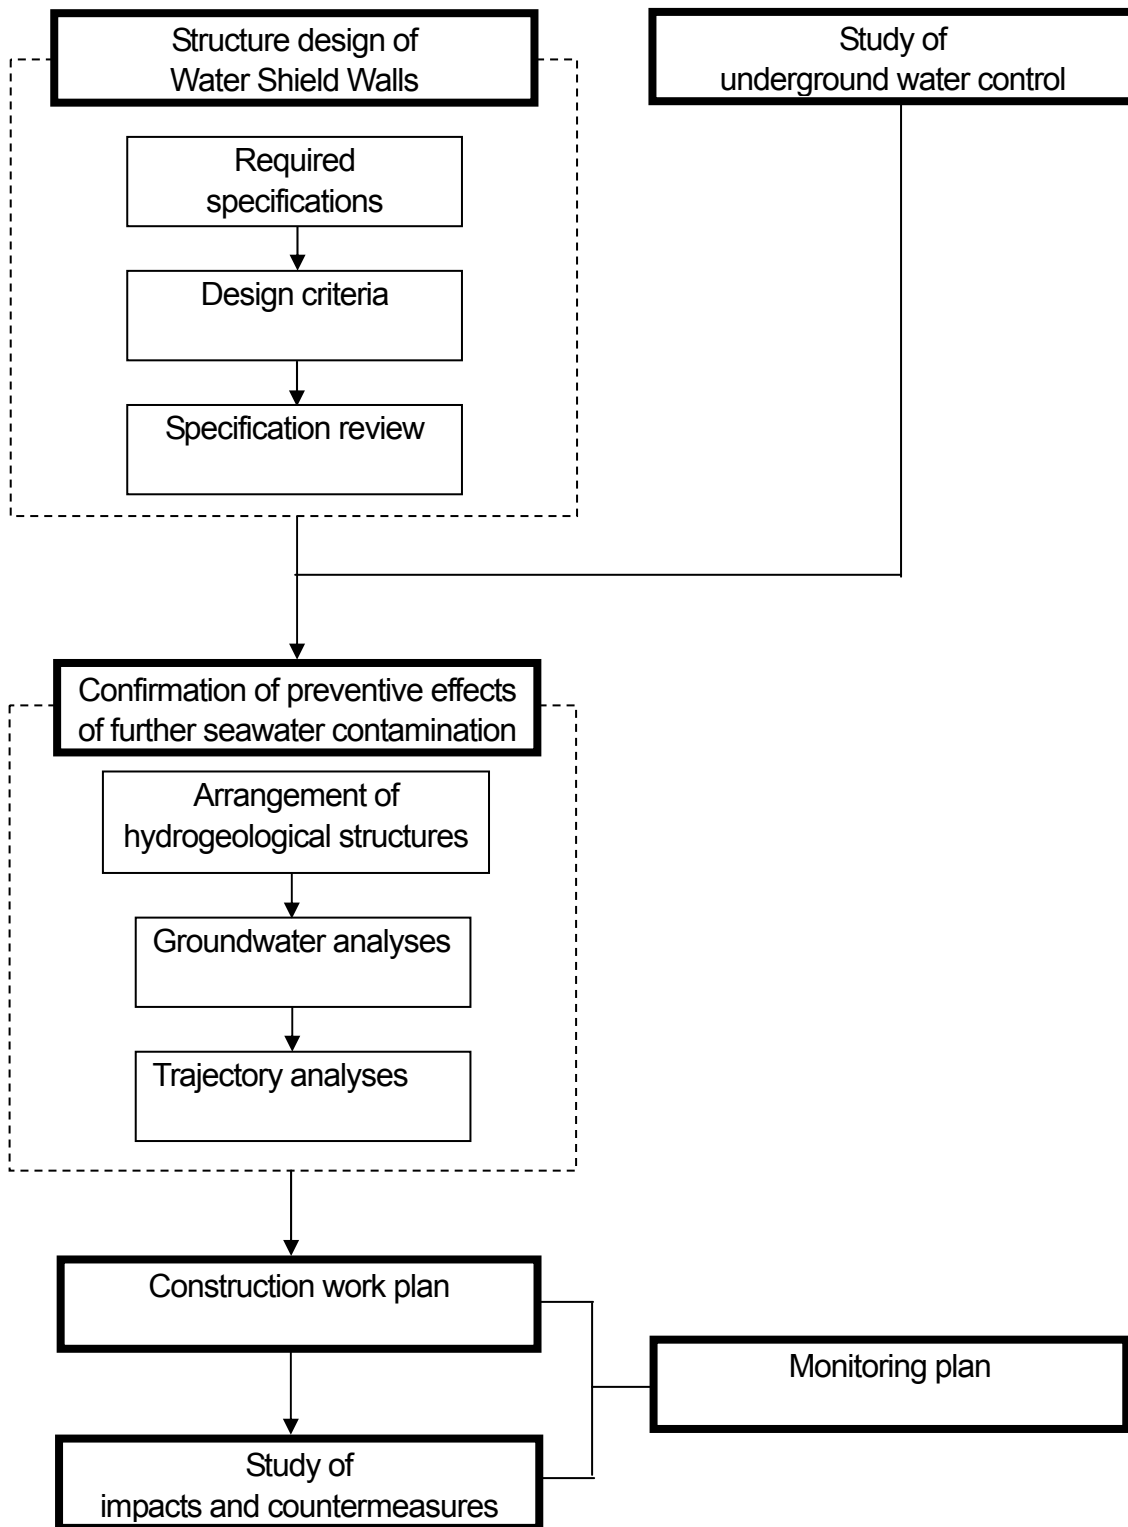 Structure design of
Water Shield Walls
Study of
underground water control
Required
specifications
Design criteria
Specification review
Confirmation of preventive effects
of further seawater contamination
Arrangement of
hydrogeological structures
Groundwater analyses
Trajectory analyses
Construction work plan
Monitoring plan
Study of
impacts and countermeasures